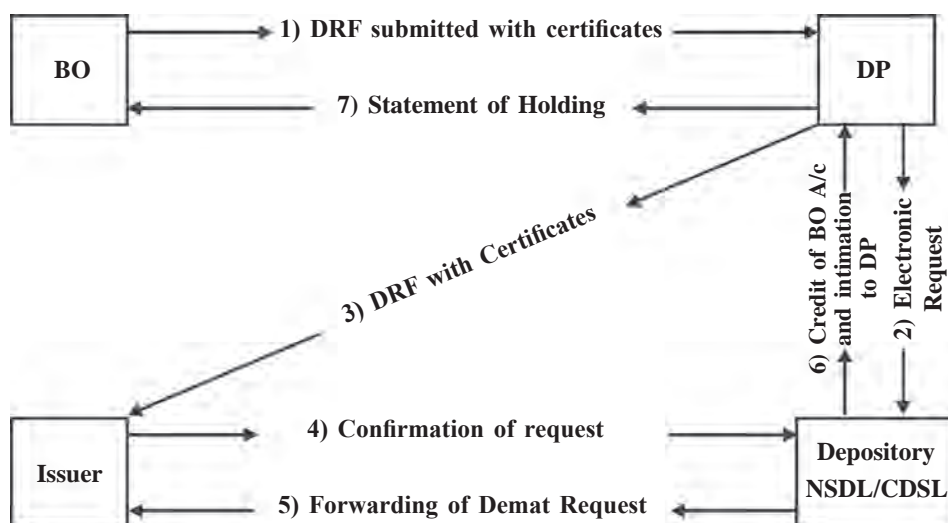 BO
1) DRF submitted with certificates
DP
7) Statement of Holding
3) DRF with Certificates
6) Credit of BO A/c
and intimation
to DP
2) Electronic
Request
Issuer
4) Confirmation of request
5) Forwarding of Demat Request
Depository
NSDL/CDSL